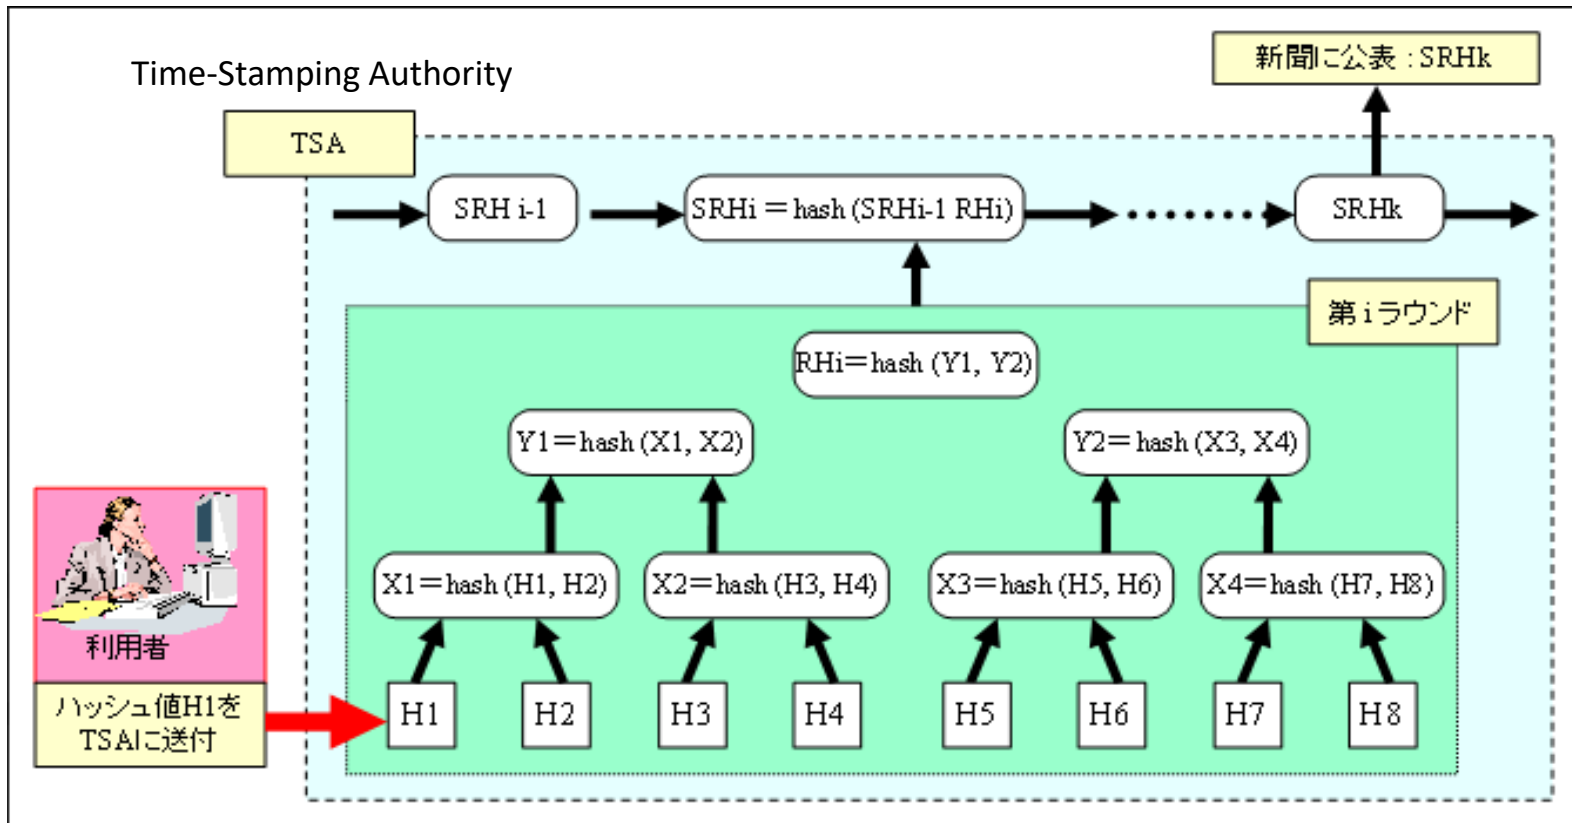 Time-Stamping Authority
新聞に公表：SRHk
TSA
SRH i-1
SRHi＝hash (SRHi-1 RHi)
SRHk
第 i ラウンド
RHi＝hash (Y1, Y2)
Y1＝hash (X1, X2)
Y2＝hash (X3, X4)
X1＝hash (H1, H2)
X2＝hash (H3, H4)
X3＝hash (H5, H6)
X4＝hash (H7, H8)
利用者
ハッシュ値H1を
TSAに送付
H1
H2
H3
H4
H5
H6
H7
H8